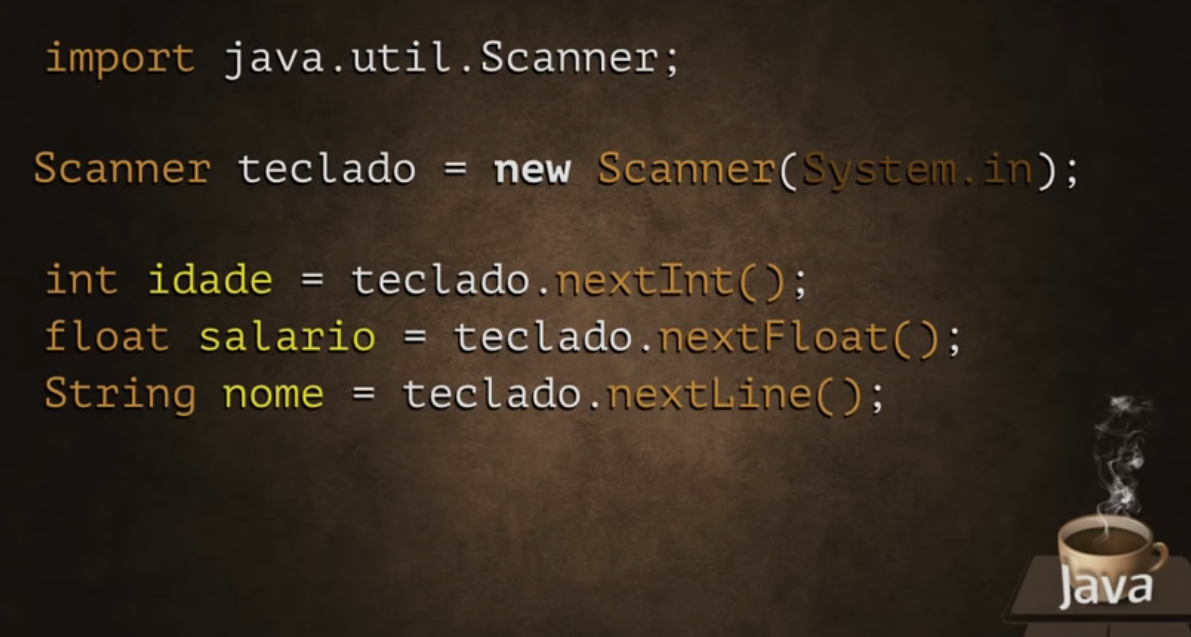 import java.util.Scanner;
Scanner teclado = new Scanner(System.in);
int idade = teclado.nextInt();
float salario = teclado.nextFloat();
String nome = teclado.nextLine();
Java